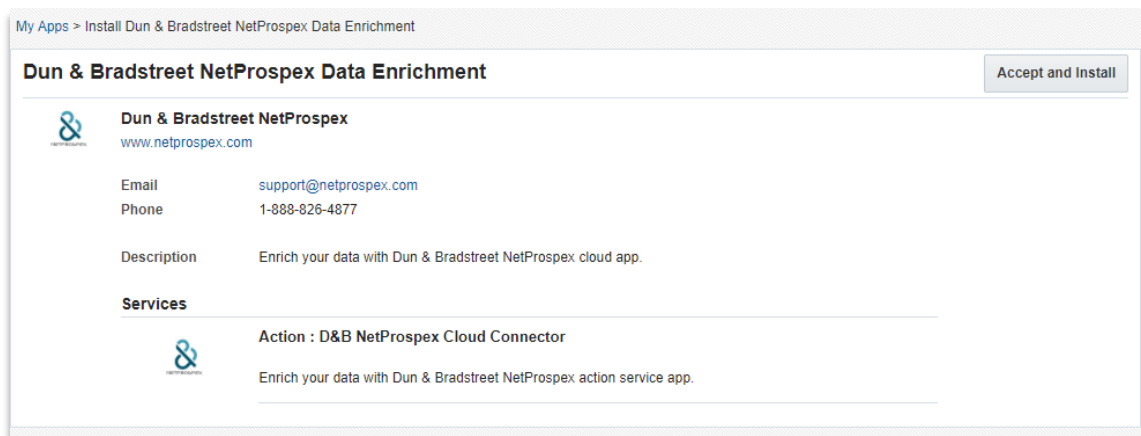 My Apps > Install Dun & Bradstreet NetProspex Data Enrichment
Dun & Bradstreet NetProspex Data Enrichment
Accept and Install
Dun & Bradstreet NetProspex
www.netprospex.com
Email support@netprospex.com
Phone 1-888-826-4877
Description Enrich your data with Dun & Bradstreet NetProspex cloud app.
Services
Action : D&B NetProspex Cloud Connector
Enrich your data with Dun & Bradstreet NetProspex action service app.